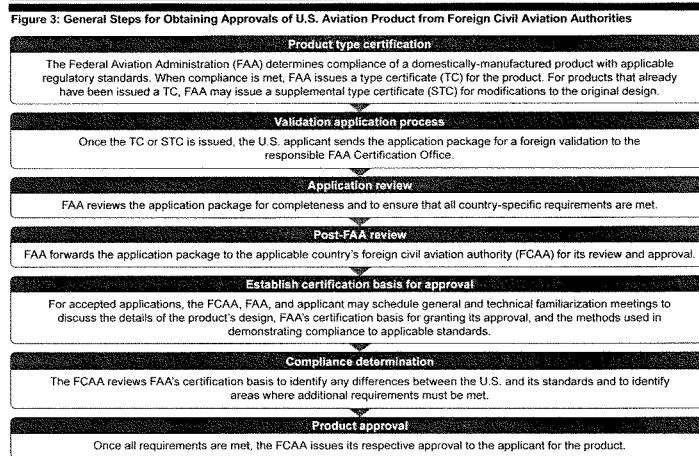 Figure 3: General Steps for Obtaining Approvals of U.S. Aviation Product from Foreign Civil Aviation Authorities
Product type certification
The Federal Aviation Administration (FAA) determines compliance of a domestically-manufactured product with applicable
regulatory standards. When compliance is met, FAA issues a type certificate (TC) for the product. For products that already
have been issued a TC, FAA may issue a supplemental type certificate (STC) for modifications to the original design.
Validation application process
Once the TC or STC is issued, the U.S. applicant sends the application package for a foreign validation to the
responsible FAA Certification Office.
Application review
FAA reviews the application package for completeness and to ensure that all country-specific requirements are met.
Post-FAA review
FAA forwards the application package to the applicable country's foreign civil aviation authority (FCAA) for its review and approval.
Establish certification basis for approval
For accepted applications, the FCAA, FAA, and applicant may schedule general and technical familiarization meetings to
discuss the details of the product's design, FAA's certification basis for granting its approval, and the methods used in
demonstrating compliance to applicable standards.
Compliance determination
The FCAA reviews FAA's certification basis to identify any differences between the U.S. and its standards and to identify
areas where additional requirements must be met.
Product approval
Once all requirements are met, the FCAA issues its respective approval to the applicant for the product.